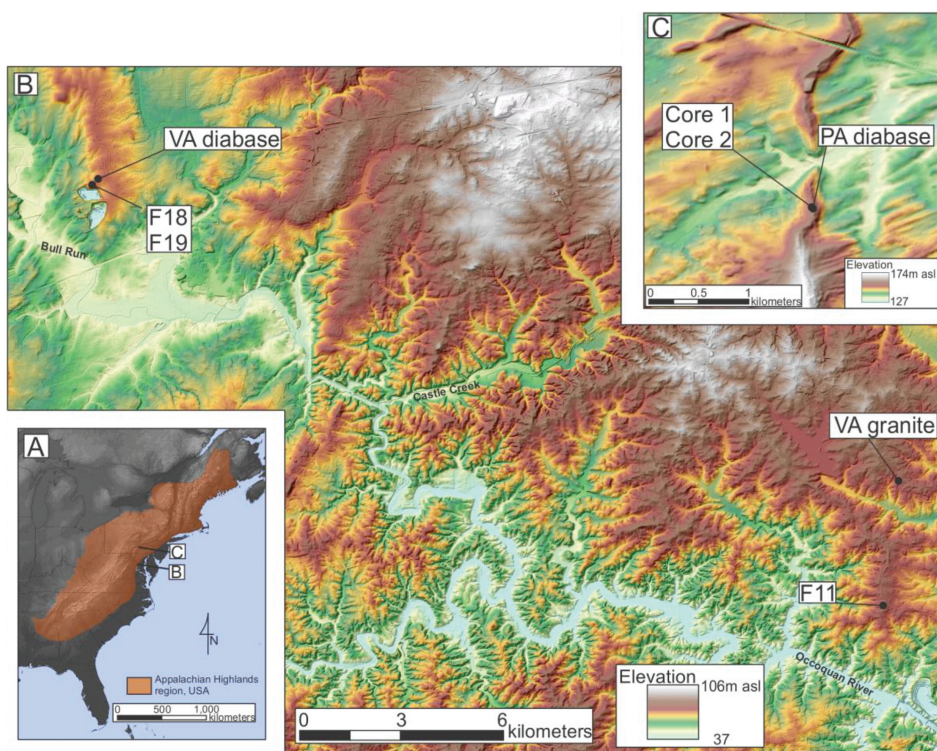 B
VA diabase
F18
F19
Bull Run
Castle Creek
VA granite
F11
Occoquan River
Elevation
106m asl
37
0 3 6
kilometers
C
Core 1
Core 2
PA diabase
Elevation
174m asl
127
0 0.5 1
kilometers
A
C
B
N
Appalachian Highlands
region, USA
0 500 1,000
kilometers